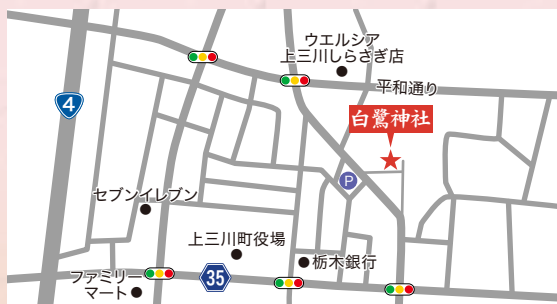 ウエルシア
上三川しらさぎ店
平和通り
4
白鷺神社
P
セブンイレブン
上三川町役場
35
栃木銀行
ファミリー
マート